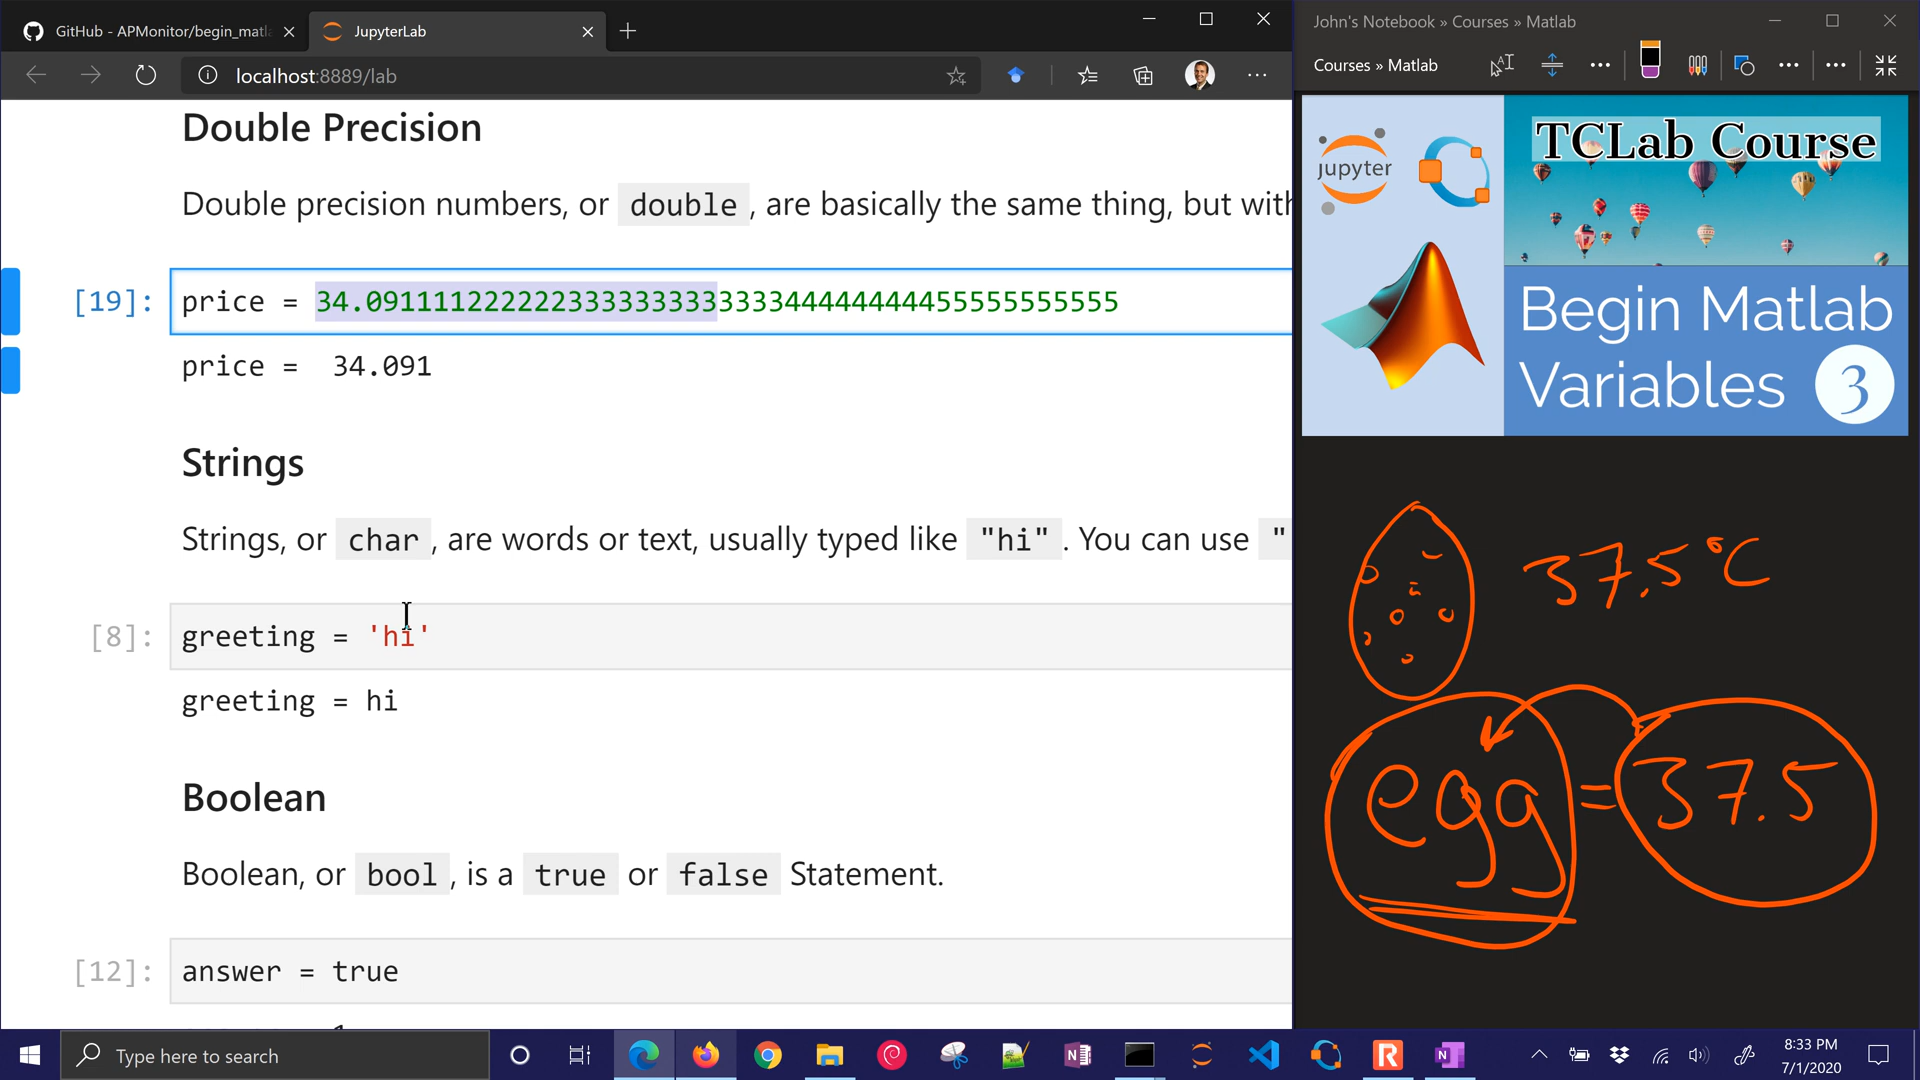 GitHub - APMonitor/begin_matla
JupyterLab
localhost:8889/lab
Double Precision
Double precision numbers, or double , are basically the same thing, but with
[19]: price = 34.0911112222223333333333333444444444455555555555
price = 34.091
Strings
Strings, or char , are words or text, usually typed like "hi" . You can use "
[8]: greeting = 'hi'
greeting = hi
Boolean
Boolean, or bool , is a true or false Statement.
[12]: answer = true
Type here to search
John's Notebook » Courses » Matlab
Courses » Matlab
jupyter
TCLab Course
Begin Matlab
Variables 3
37.5 °C
egg = 37.5
8:33 PM
7/1/2020